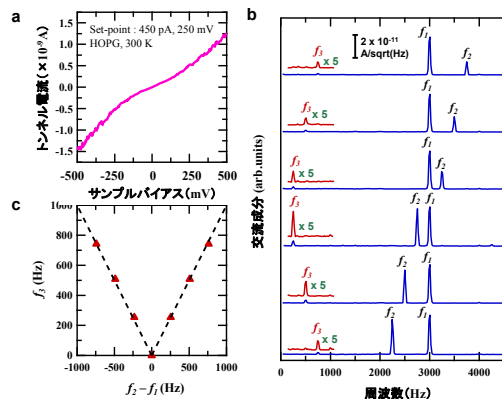 a
Set-point : 450 pA, 250 mV
HOPG, 300 K
トンネル電流(×10⁻⁹A)
1.5
1.0
0.5
0.0
-0.5
-1.0
-1.5
-500
-250
0
250
500
サンプルバイアス(mV)
b
2 x 10⁻¹¹
A/sqrt(Hz)
f₃
x 5
f₁
f₂
f₃
x 5
f₁
f₂
f₃
x 5
f₁
f₂
f₃
x 5
f₂
f₁
f₃
x 5
f₂
f₁
f₃
x 5
f₂
f₁
交流成分 (arb.units)
0
1000
2000
3000
4000
周波数(Hz)
c
1000
800
600
400
200
0
f₃ (Hz)
-1000
-500
0
500
1000
f₂ – f₁ (Hz)